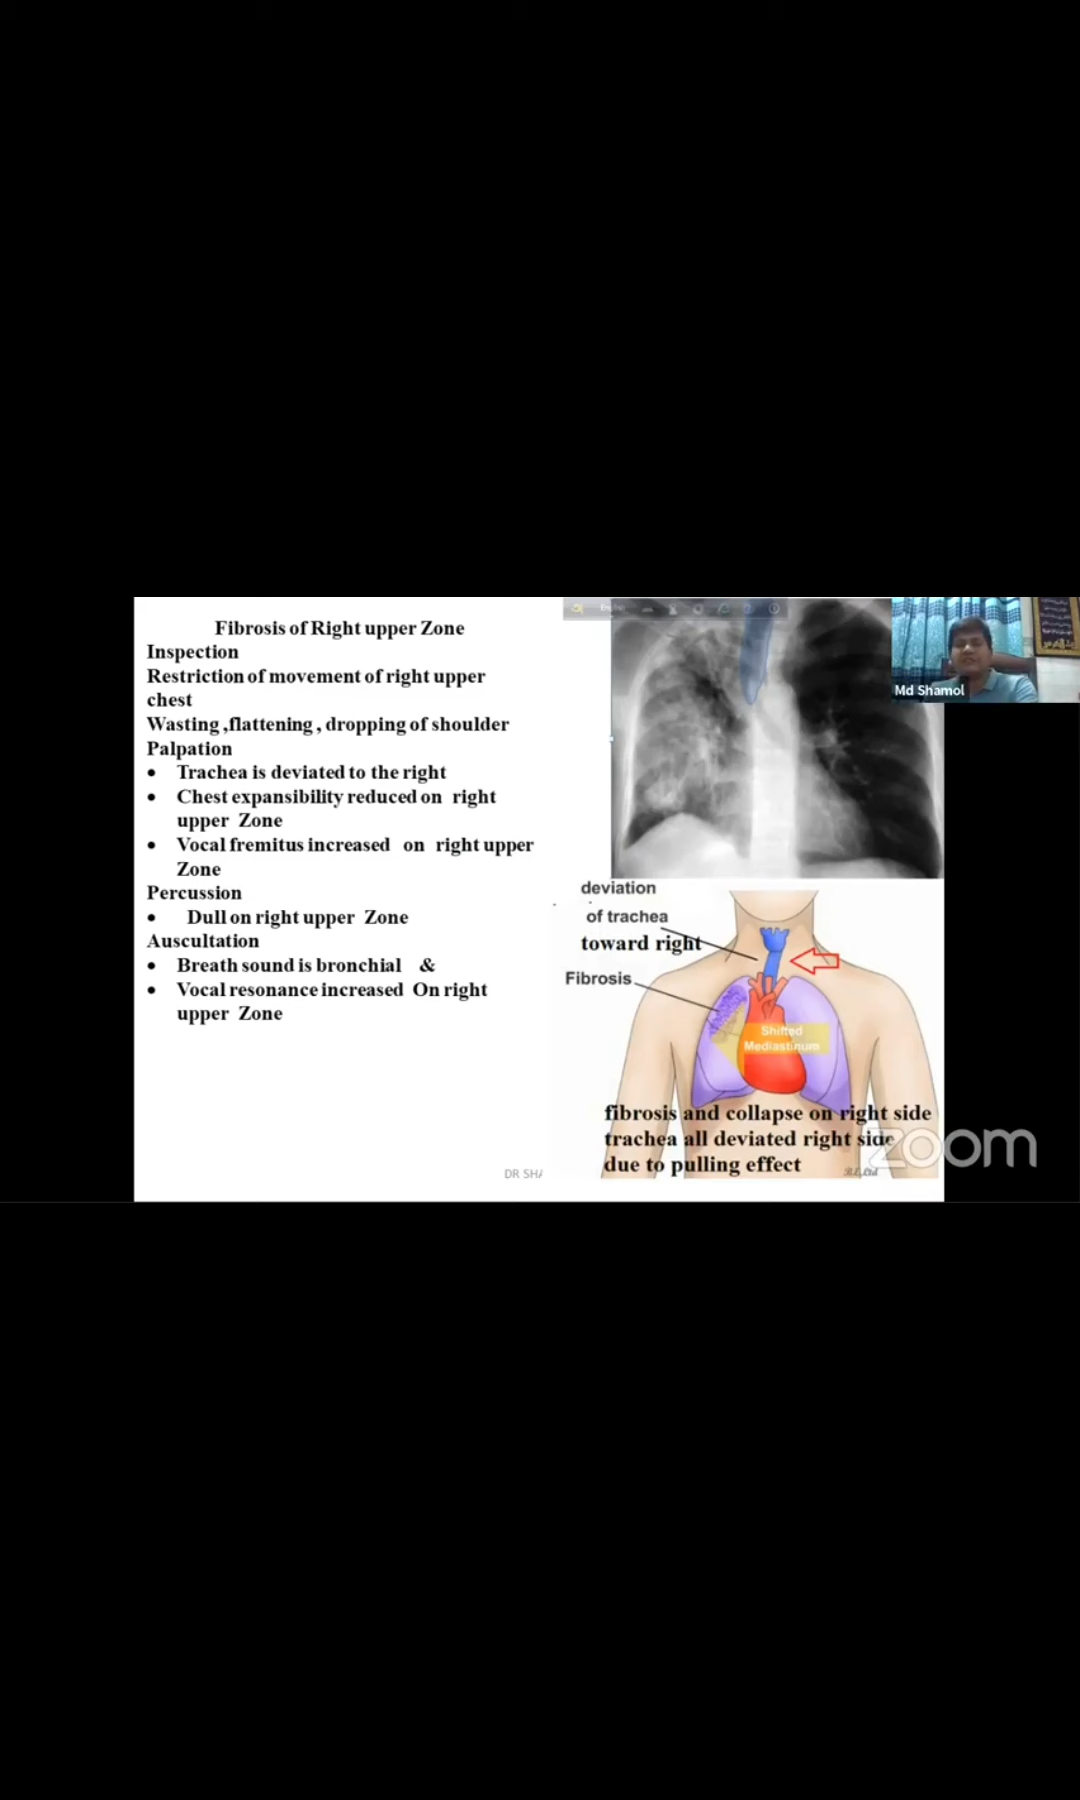 Fibrosis of Right upper Zone
Inspection
Restriction of movement of right upper
chest
Wasting ,flattening , dropping of shoulder
Palpation
• Trachea is deviated to the right
• Chest expansibility reduced on right
upper Zone
• Vocal fremitus increased on right upper
Zone
Percussion
• Dull on right upper Zone
Auscultation
• Breath sound is bronchial &
• Vocal resonance increased On right
upper Zone
DR SHA
English
Md Shamol
deviation
of trachea
toward right
Fibrosis
Shifted
Mediastinum
fibrosis and collapse on right side
trachea all deviated right side
due to pulling effect
zoom